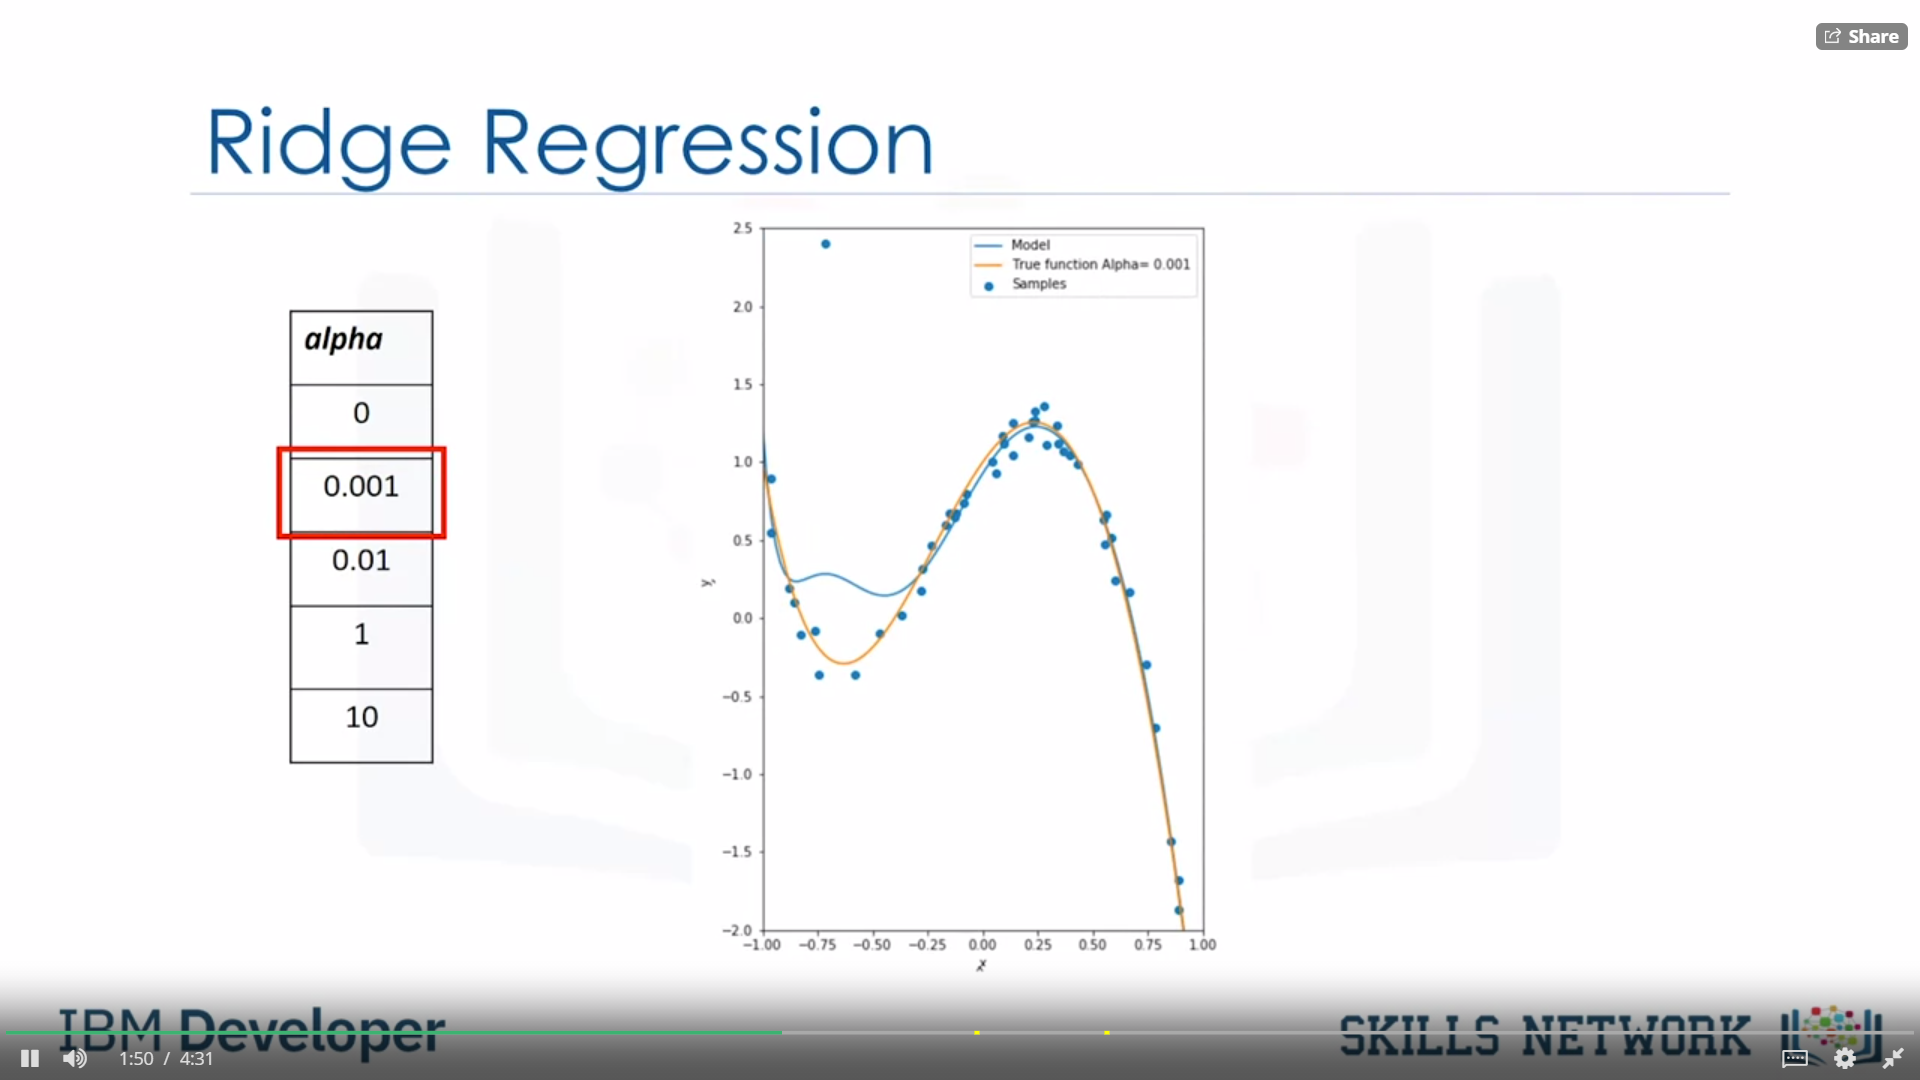 Share
Ridge Regression
alpha
0
0.001
0.01
1
10
Model
True function Alpha= 0.001
Samples
2.5
2.0
1.5
1.0
0.5
0.0
−0.5
−1.0
−1.5
−2.0
y
−1.00 −0.75 −0.50 −0.25 0.00 0.25 0.50 0.75 1.00
x
IBM Developer
SKILLS NETWORK
1:50 / 4:31